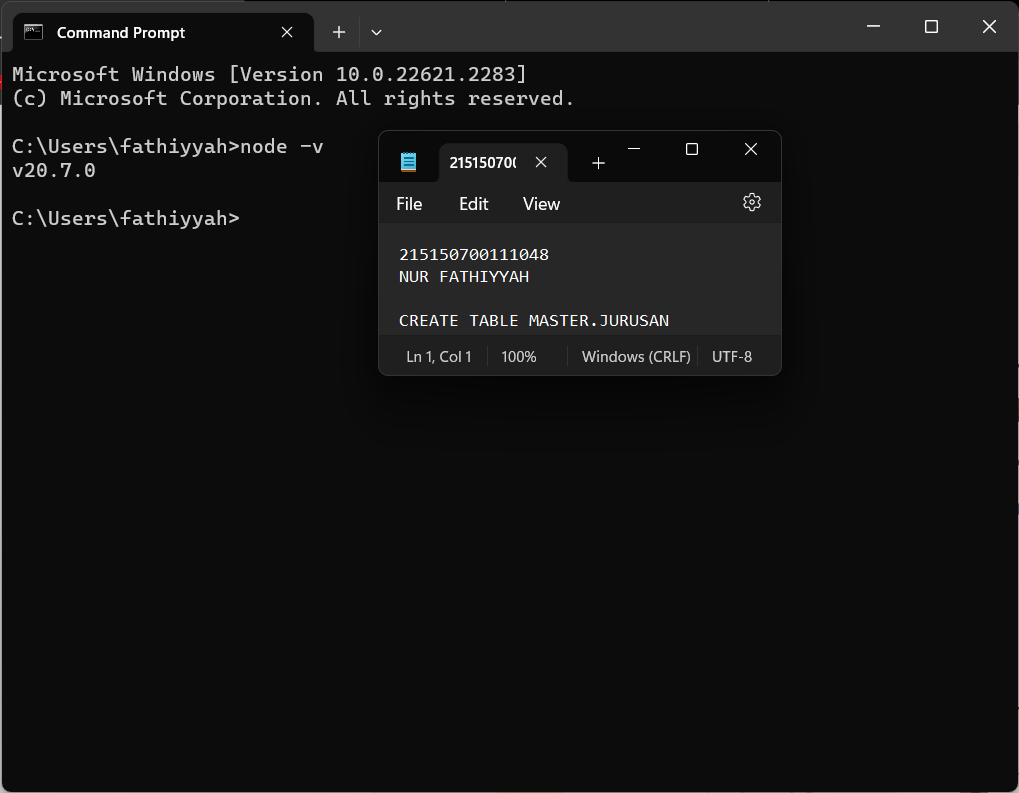 Command Prompt
Microsoft Windows [Version 10.0.22621.2283]
(c) Microsoft Corporation. All rights reserved.
C:\Users\fathiyyah>node -v
v20.7.0
C:\Users\fathiyyah>
215150700
File Edit View
215150700111048
NUR FATHIYYAH
CREATE TABLE MASTER.JURUSAN
Ln 1, Col 1 100% Windows (CRLF) UTF-8